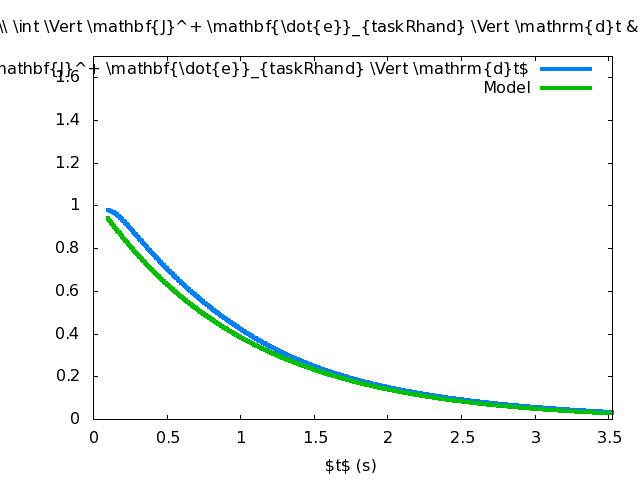 \\ \int \Vert \mathbf{J}^+ \mathbf{\dot{e}}_{taskRhand} \Vert \mathrm{d}t &
mathbf{J}^+ \mathbf{\dot{e}}_{taskRhand} \Vert \mathrm{d}t$
Model
1.6
1.4
1.2
1
0.8
0.6
0.4
0.2
0
0 0.5 1 1.5 2 2.5 3 3.5
$t$ (s)